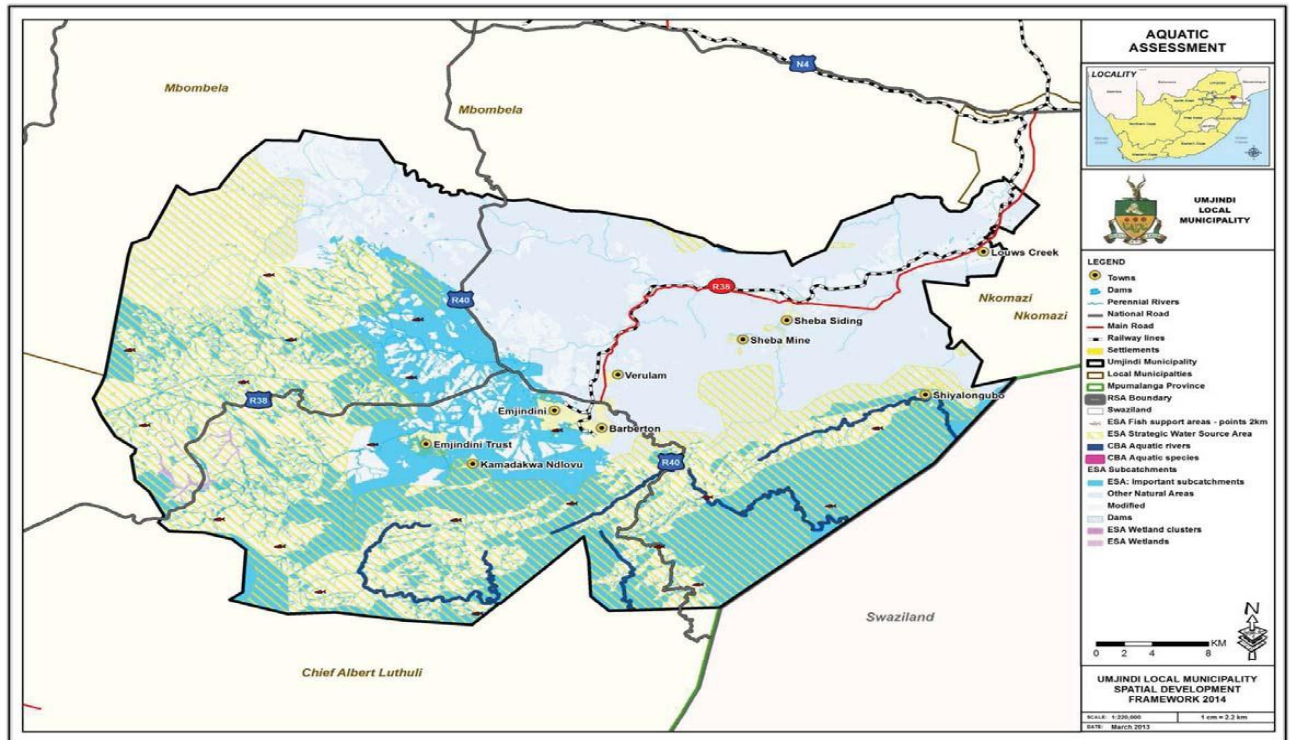 AQUATIC
ASSESSMENT
LOCALITY
UMJINDI
LOCAL
MUNICIPALITY
LEGEND
Towns
Dams
Perennial Rivers
National Road
Main Road
Railway lines
Settlements
Umjindi Municipality
Local Municipalties
Mpumalanga Province
RSA Boundary
Swaziland
ESA Fish support areas - points 2km
ESA Strategic Water Source Area
CBA Aquatic rivers
CBA Aquatic species
ESA Subcatchments
ESA: Important subcatchments
Other Natural Areas
Modified
Dams
ESA Wetland clusters
ESA Wetlands
N
KM
0 2 4 8
UMJINDI LOCAL MUNICIPALITY
SPATIAL DEVELOPMENT
FRAMEWORK 2014
SCALE: 1:220,000
1 cm = 2.2 km
DATE: March 2013
N4
Mbombela
Mbombela
Louws Creek
R38
R40
Nkomazi
Nkomazi
Sheba Siding
Sheba Mine
Verulam
Shiyalongubo
R38
Emjindini
Barberton
Emjindini Trust
Kamadakwa Ndlovu
R40
Swaziland
Chief Albert Luthuli